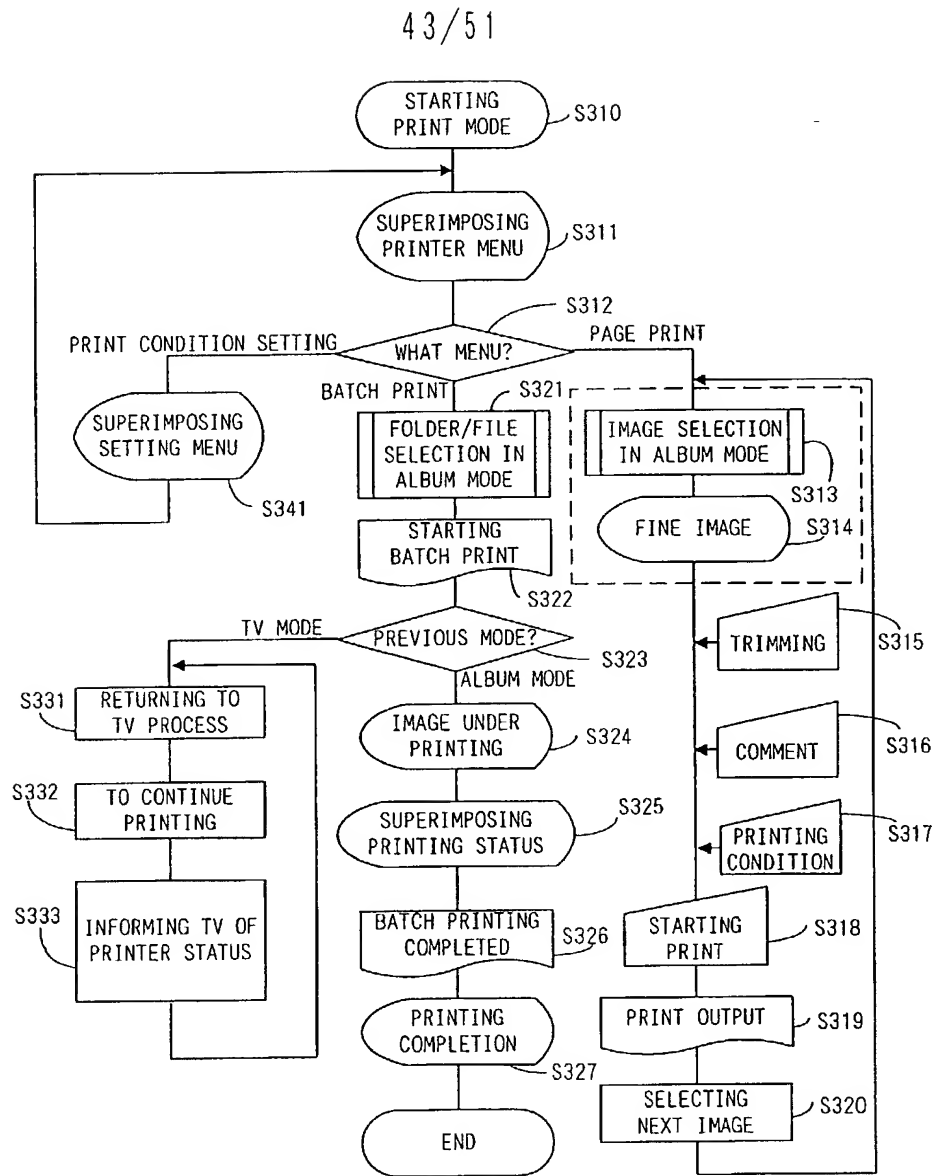 43/51
STARTING
PRINT MODE
S310
SUPERIMPOSING
PRINTER MENU
S311
S312
PRINT CONDITION SETTING
WHAT MENU?
PAGE PRINT
BATCH PRINT
S321
SUPERIMPOSING
SETTING MENU
S341
FOLDER/FILE
SELECTION IN
ALBUM MODE
IMAGE SELECTION
IN ALBUM MODE
S313
FINE IMAGE
S314
STARTING
BATCH PRINT
S322
TV MODE
PREVIOUS MODE?
S323
ALBUM MODE
TRIMMING
S315
S331
RETURNING TO
TV PROCESS
IMAGE UNDER
PRINTING
S324
COMMENT
S316
S332
TO CONTINUE
PRINTING
SUPERIMPOSING
PRINTING STATUS
S325
PRINTING
CONDITION
S317
S333
INFORMING TV OF
PRINTER STATUS
BATCH PRINTING
COMPLETED
S326
STARTING
PRINT
S318
PRINTING
COMPLETION
S327
PRINT OUTPUT
S319
SELECTING
NEXT IMAGE
S320
END